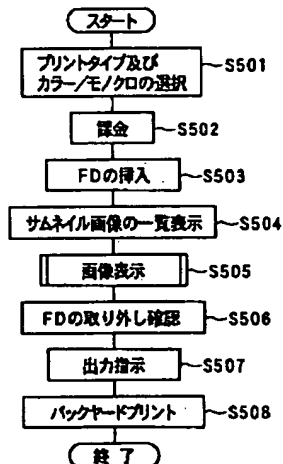 スタート
プリントタイプ及び S501
カラー/モノクロの選択
課金 S502
FDの挿入 S503
サムネイル画像の一覧表示 S504
画像表示 S505
FDの取り外し確認 S506
出力指示 S507
バックヤードプリント S508
終了